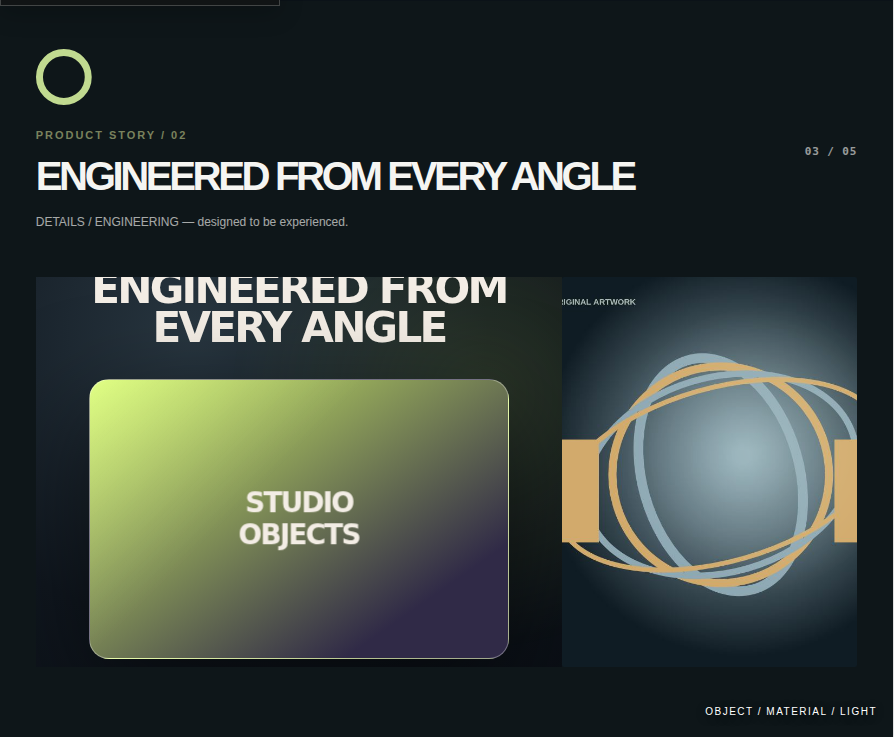 PRODUCT STORY / 02
03 / 05
ENGINEERED FROM EVERY ANGLE
DETAILS / ENGINEERING — designed to be experienced.
ENGINEERED FROM
EVERY ANGLE
STUDIO
OBJECTS
ARTWORK
OBJECT / MATERIAL / LIGHT